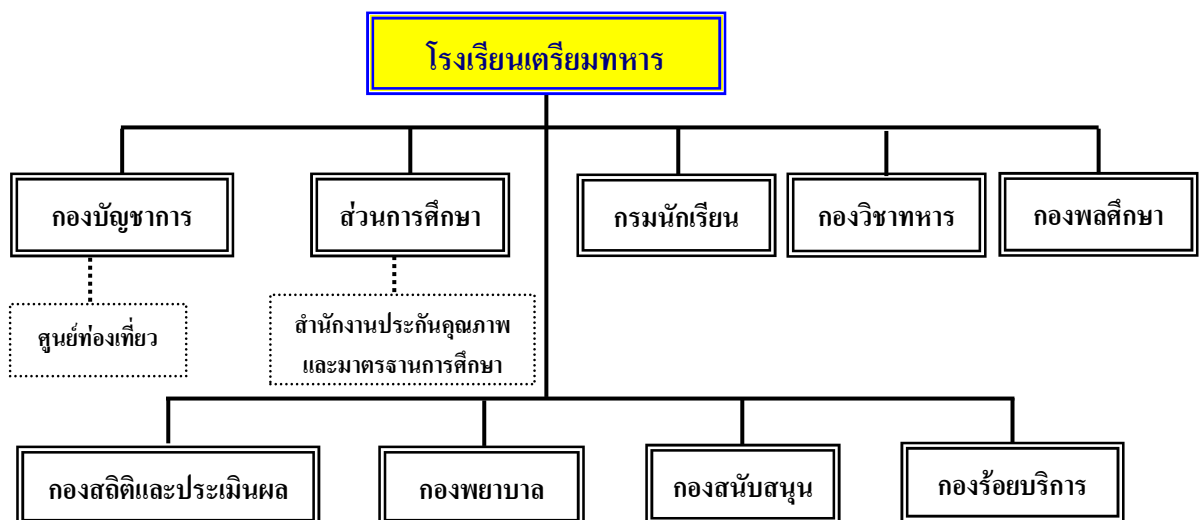 โรงเรียนเตรียมทหาร
กองบัญชาการ
ส่วนการศึกษา
กรมนักเรียน
กองวิชาทหาร
กองพลศึกษา
ศูนย์ท่องเที่ยว
สำนักงานประกันคุณภาพ
และมาตรฐานการศึกษา
กองสถิติและประเมินผล
กองพยาบาล
กองสนับสนุน
กองร้อยบริการ